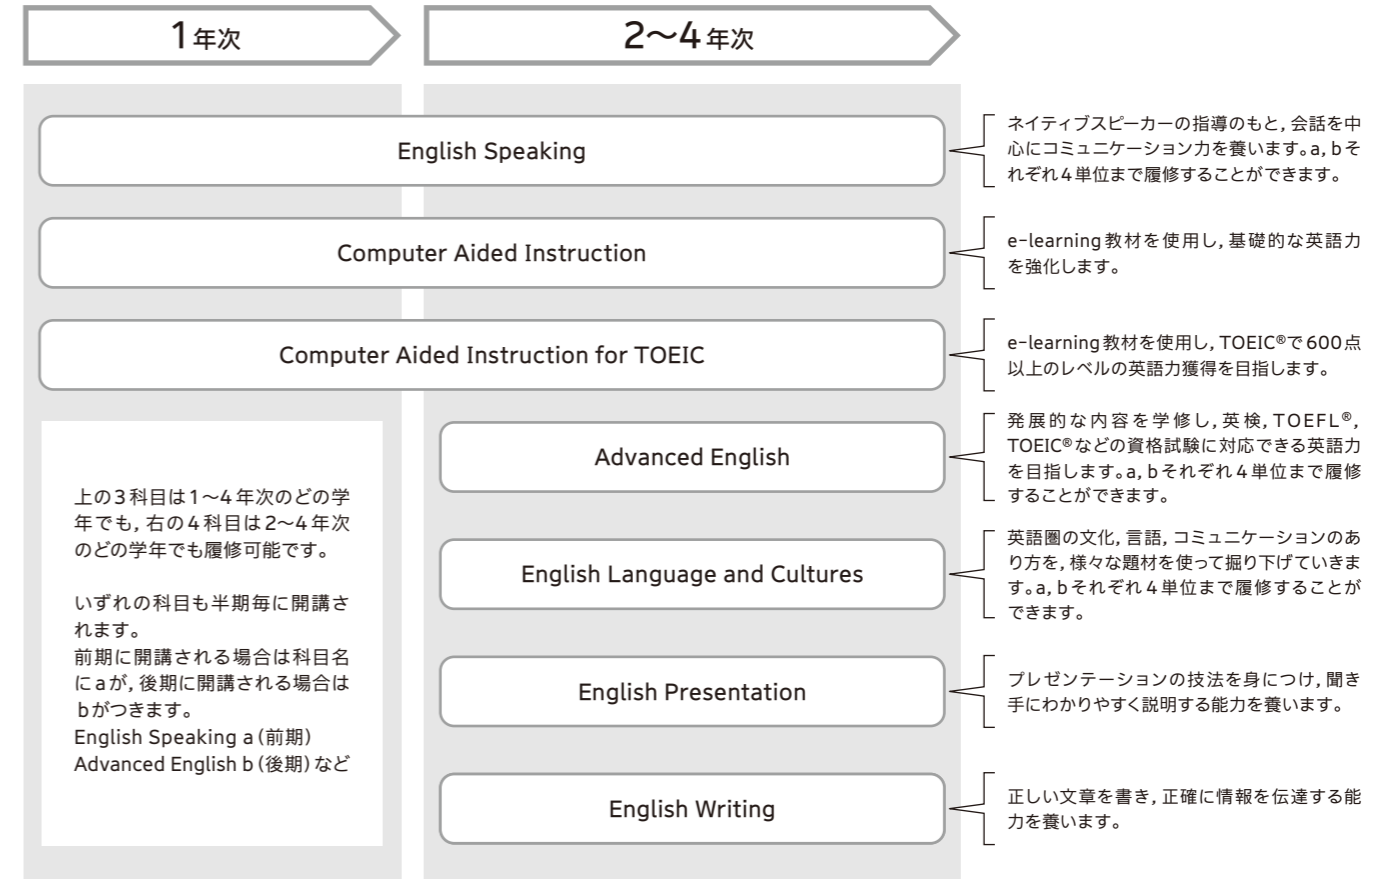 1年次
2〜4年次
English Speaking
ネイティブスピーカーの指導のもと，会話を中
心にコミュニケーション力を養います。a，bそ
れぞれ4単位まで履修することができます。
Computer Aided Instruction
e-learning教材を使用し，基礎的な英語力
を強化します。
Computer Aided Instruction for TOEIC
e-learning教材を使用し，TOEIC®で600点
以上のレベルの英語力獲得を目指します。
上の3科目は1〜4年次のどの学
年でも，右の4科目は2〜4年次
のどの学年でも履修可能です。
いずれの科目も半期毎に開講さ
れます。
前期に開講される場合は科目名
にaが，後期に開講される場合は
bがつきます。
English Speaking a（前期）
Advanced English b（後期）など
Advanced English
発展的な内容を学修し，英検，TOEFL®，
TOEIC®などの資格試験に対応できる英語力
を目指します。a，bそれぞれ4単位まで履修
することができます。
English Language and Cultures
英語圏の文化，言語，コミュニケーションのあ
り方を，様々な題材を使って掘り下げていきま
す。a，bそれぞれ4単位まで履修することが
できます。
English Presentation
プレゼンテーションの技法を身につけ，聞き
手にわかりやすく説明する能力を養います。
English Writing
正しい文章を書き，正確に情報を伝達する能
力を養います。